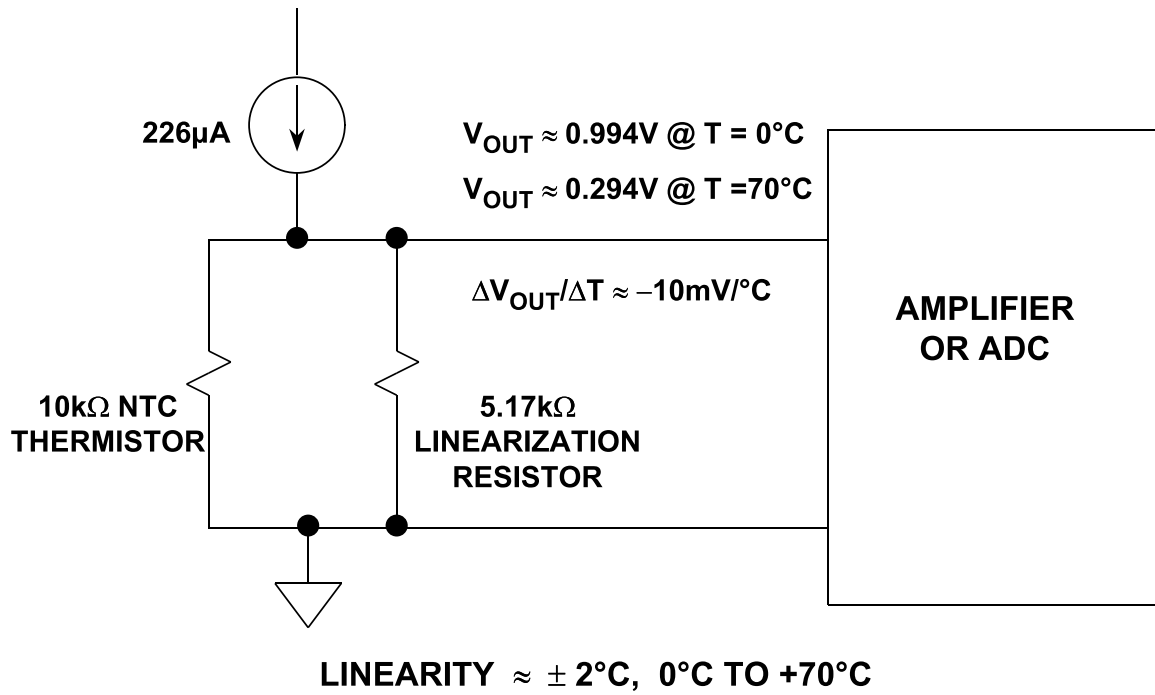 226µA
V_OUT ≈ 0.994V @ T = 0°C
V_OUT ≈ 0.294V @ T =70°C
ΔV_OUT/ΔT ≈ –10mV/°C
AMPLIFIER
OR ADC
10kΩ NTC
THERMISTOR
5.17kΩ
LINEARIZATION
RESISTOR
LINEARITY ≈ ± 2°C, 0°C TO +70°C